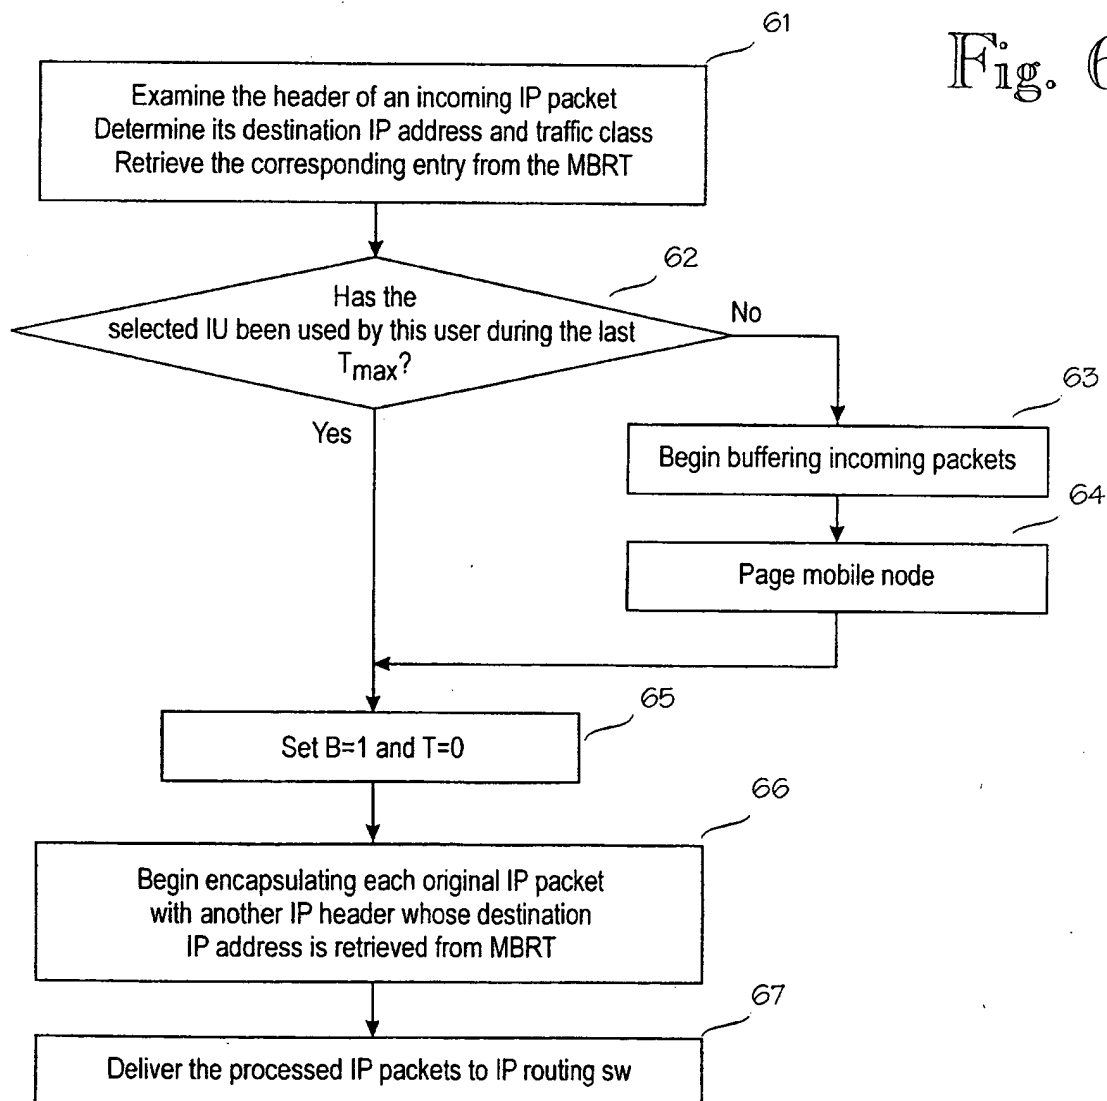 61
Fig. 6
Examine the header of an incoming IP packet
Determine its destination IP address and traffic class
Retrieve the corresponding entry from the MBRT
62
Has the
selected IU been used by this user during the last
Tmax?
No
Yes
63
Begin buffering incoming packets
64
Page mobile node
65
Set B=1 and T=0
66
Begin encapsulating each original IP packet
with another IP header whose destination
IP address is retrieved from MBRT
67
Deliver the processed IP packets to IP routing sw